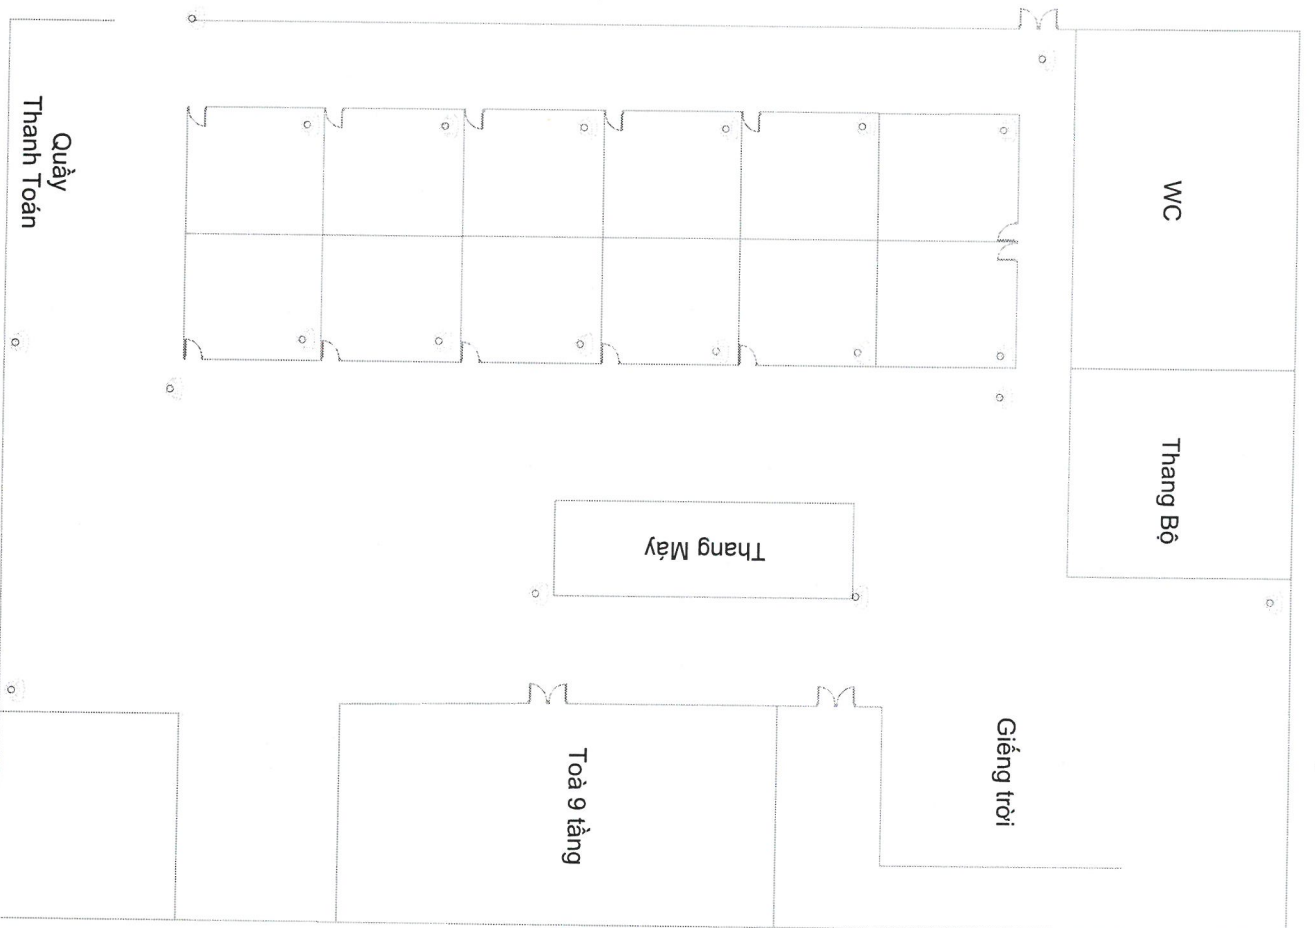 Quầy
Thanh Toán
WC
Thang Bộ
Thang Máy
Giếng trời
Toà 9 tầng